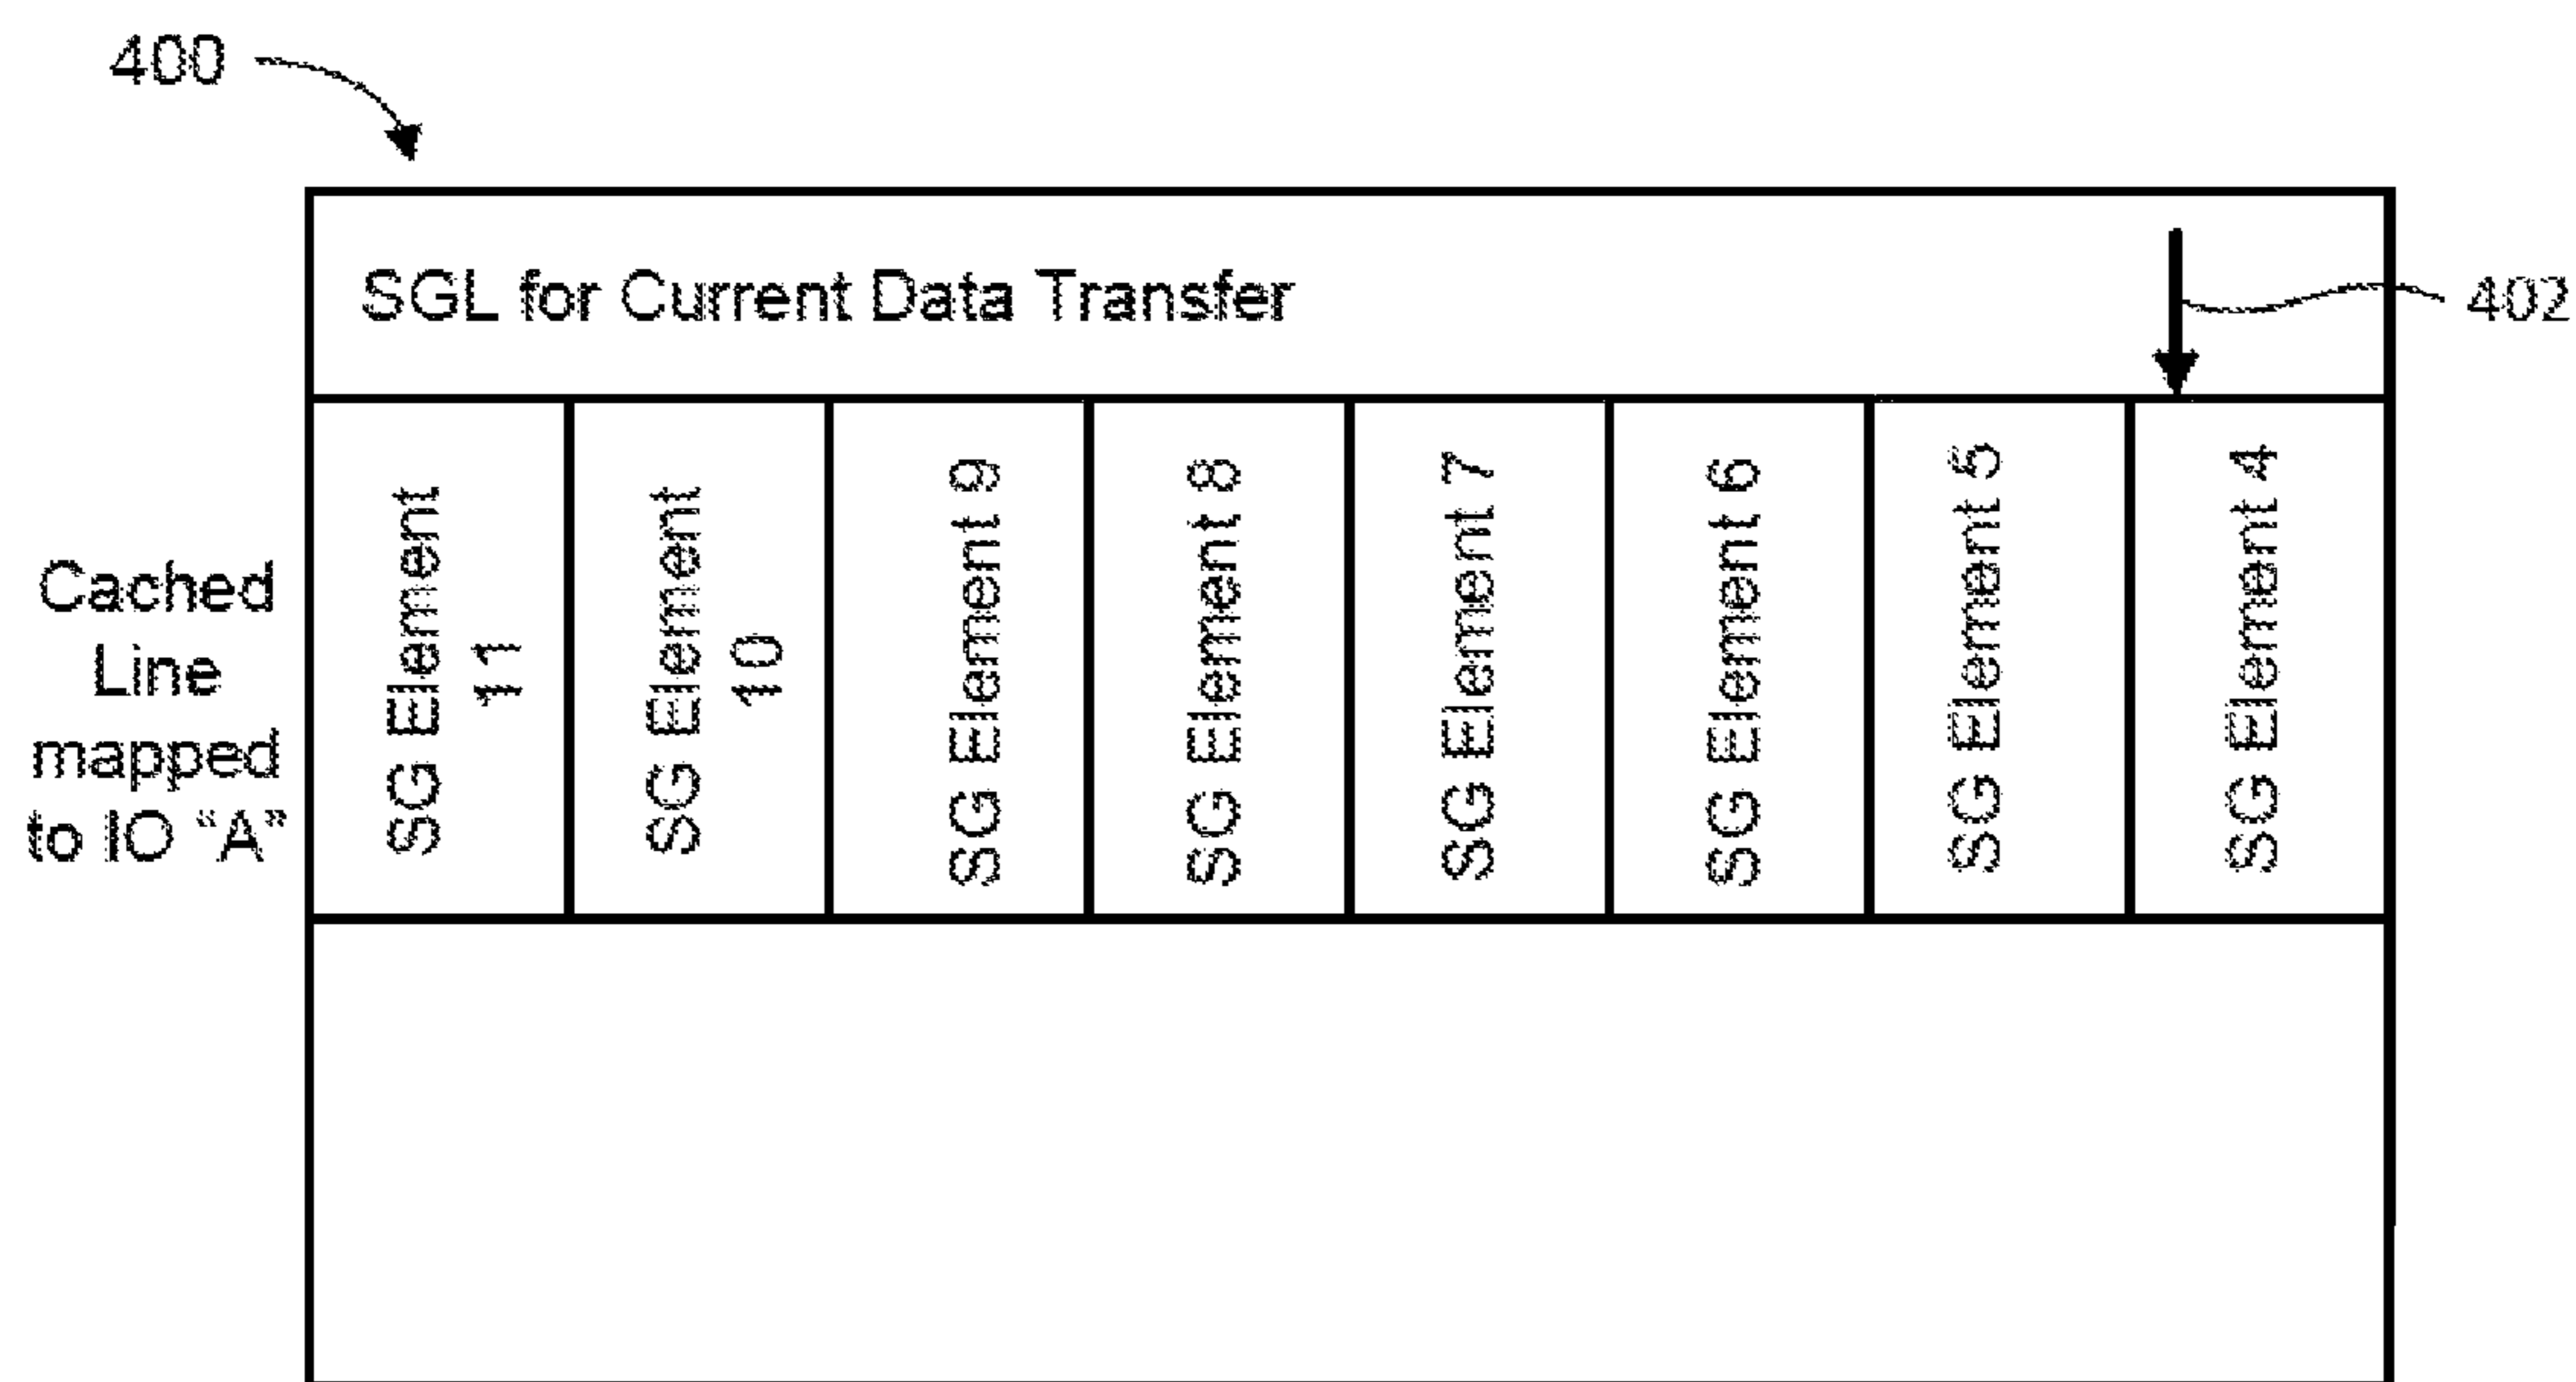 400
SGL for Current Data Transfer
402
Cached
Line
mapped
to IO “A”
SG Element
11
SG Element
10
SG Element 9
SG Element 8
SG Element 7
SG Element 6
SG Element 5
SG Element 4